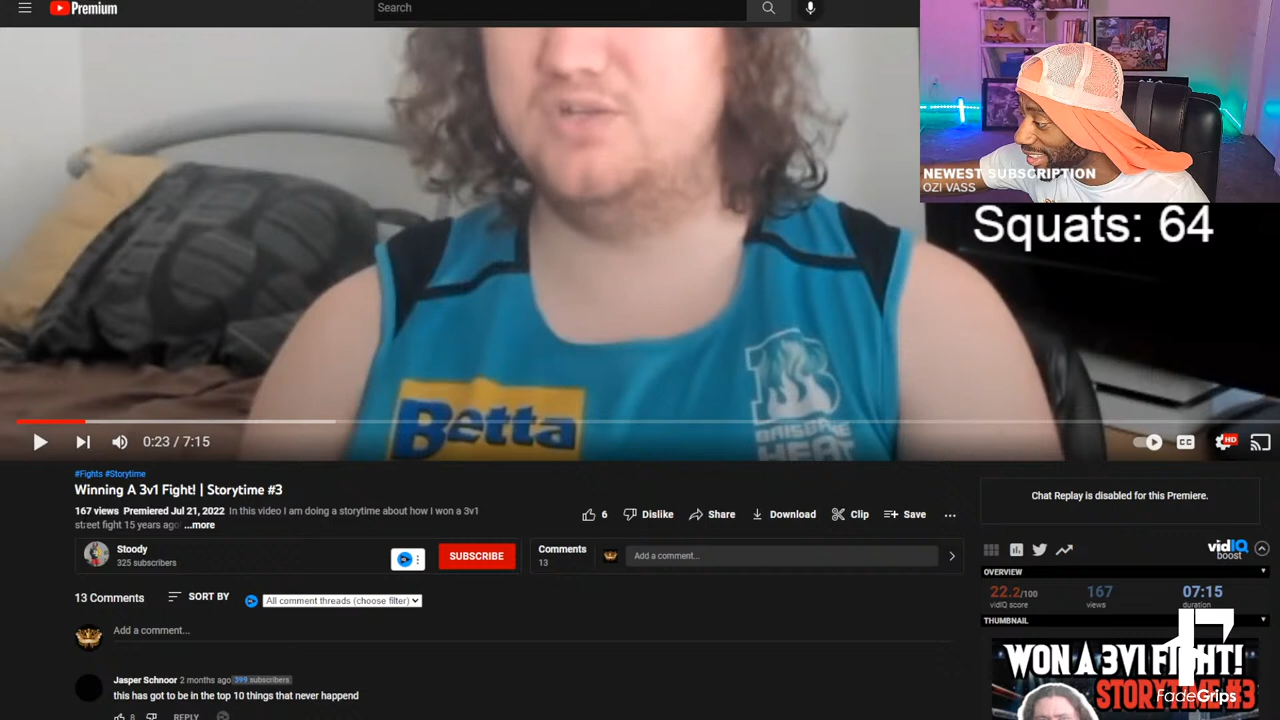 Premium
Search
NEWEST SUBSCRIPTION
OZI VASS
Squats: 64
Betta
BRISBANE
HEAT
0:23 / 7:15
CC
HD
#Fights #Storytime
Winning A 3v1 Fight! | Storytime #3
167 views Premiered Jul 21, 2022 In this video I am doing a storytime about how I won a 3v1
street fight 15 years ago ...more
6 Dislike Share Download Clip Save
Chat Replay is disabled for this Premiere.
Stoody
325 subscribers
SUBSCRIBE
Comments
13
Add a comment...
vidIQ
boost
OVERVIEW
22.2/100
vidIQ score
167
views
07:15
duration
THUMBNAIL
13 Comments SORT BY All comment threads (choose filter)
Add a comment...
Jasper Schnoor 2 months ago 399 subscribers
this has got to be in the top 10 things that never happend
8 REPLY
WON A 3V1 FIGHT!
STORYTIME #3
17
FadeGrips